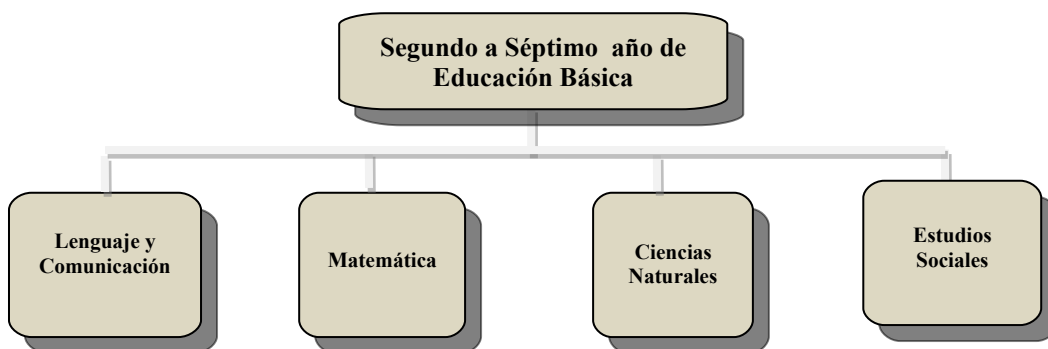 Segundo a Séptimo año de
Educación Básica
Lenguaje y
Comunicación
Matemática
Ciencias
Naturales
Estudios
Sociales